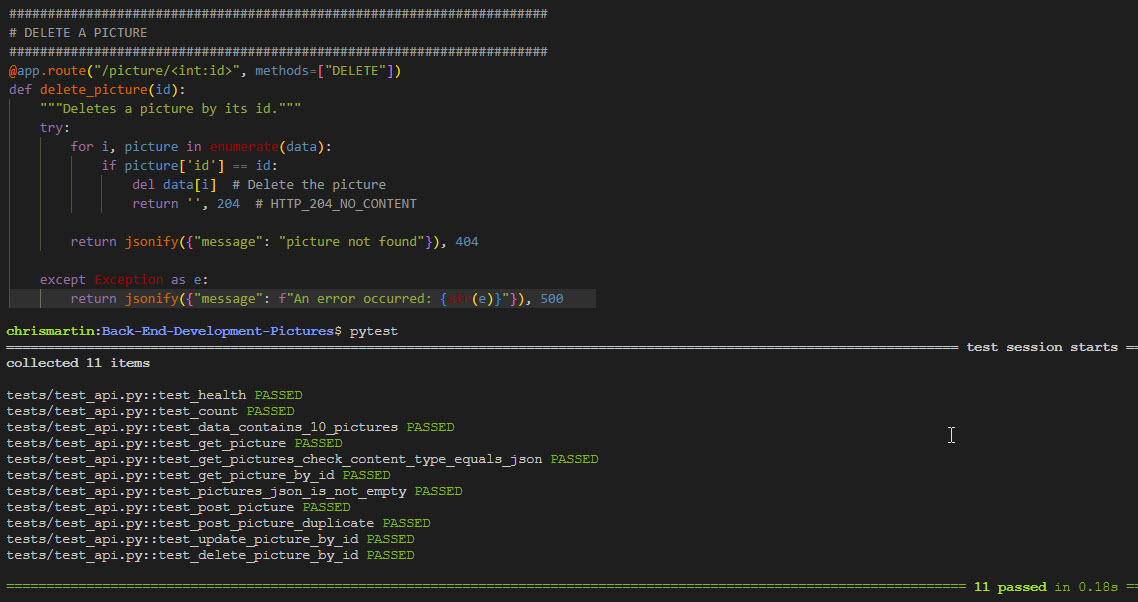 ######################################################################
# DELETE A PICTURE
######################################################################
@app.route("/picture/<int:id>", methods=["DELETE"])
def delete_picture(id):
    """Deletes a picture by its id."""
    try:
        for i, picture in enumerate(data):
            if picture['id'] == id:
                del data[i]  # Delete the picture
                return '', 204  # HTTP_204_NO_CONTENT
        return jsonify({"message": "picture not found"}), 404
    except Exception as e:
        return jsonify({"message": f"An error occurred: {str(e)}"}), 500
chrismartin:Back-End-Development-Pictures$ pytest
======================================================================================================================= test session starts ==
collected 11 items
tests/test_api.py::test_health PASSED
tests/test_api.py::test_count PASSED
tests/test_api.py::test_data_contains_10_pictures PASSED
tests/test_api.py::test_get_picture PASSED
tests/test_api.py::test_get_pictures_check_content_type_equals_json PASSED
tests/test_api.py::test_get_picture_by_id PASSED
tests/test_api.py::test_pictures_json_is_not_empty PASSED
tests/test_api.py::test_post_picture PASSED
tests/test_api.py::test_post_picture_duplicate PASSED
tests/test_api.py::test_update_picture_by_id PASSED
tests/test_api.py::test_delete_picture_by_id PASSED
======================================================================================================================== 11 passed in 0.18s ==